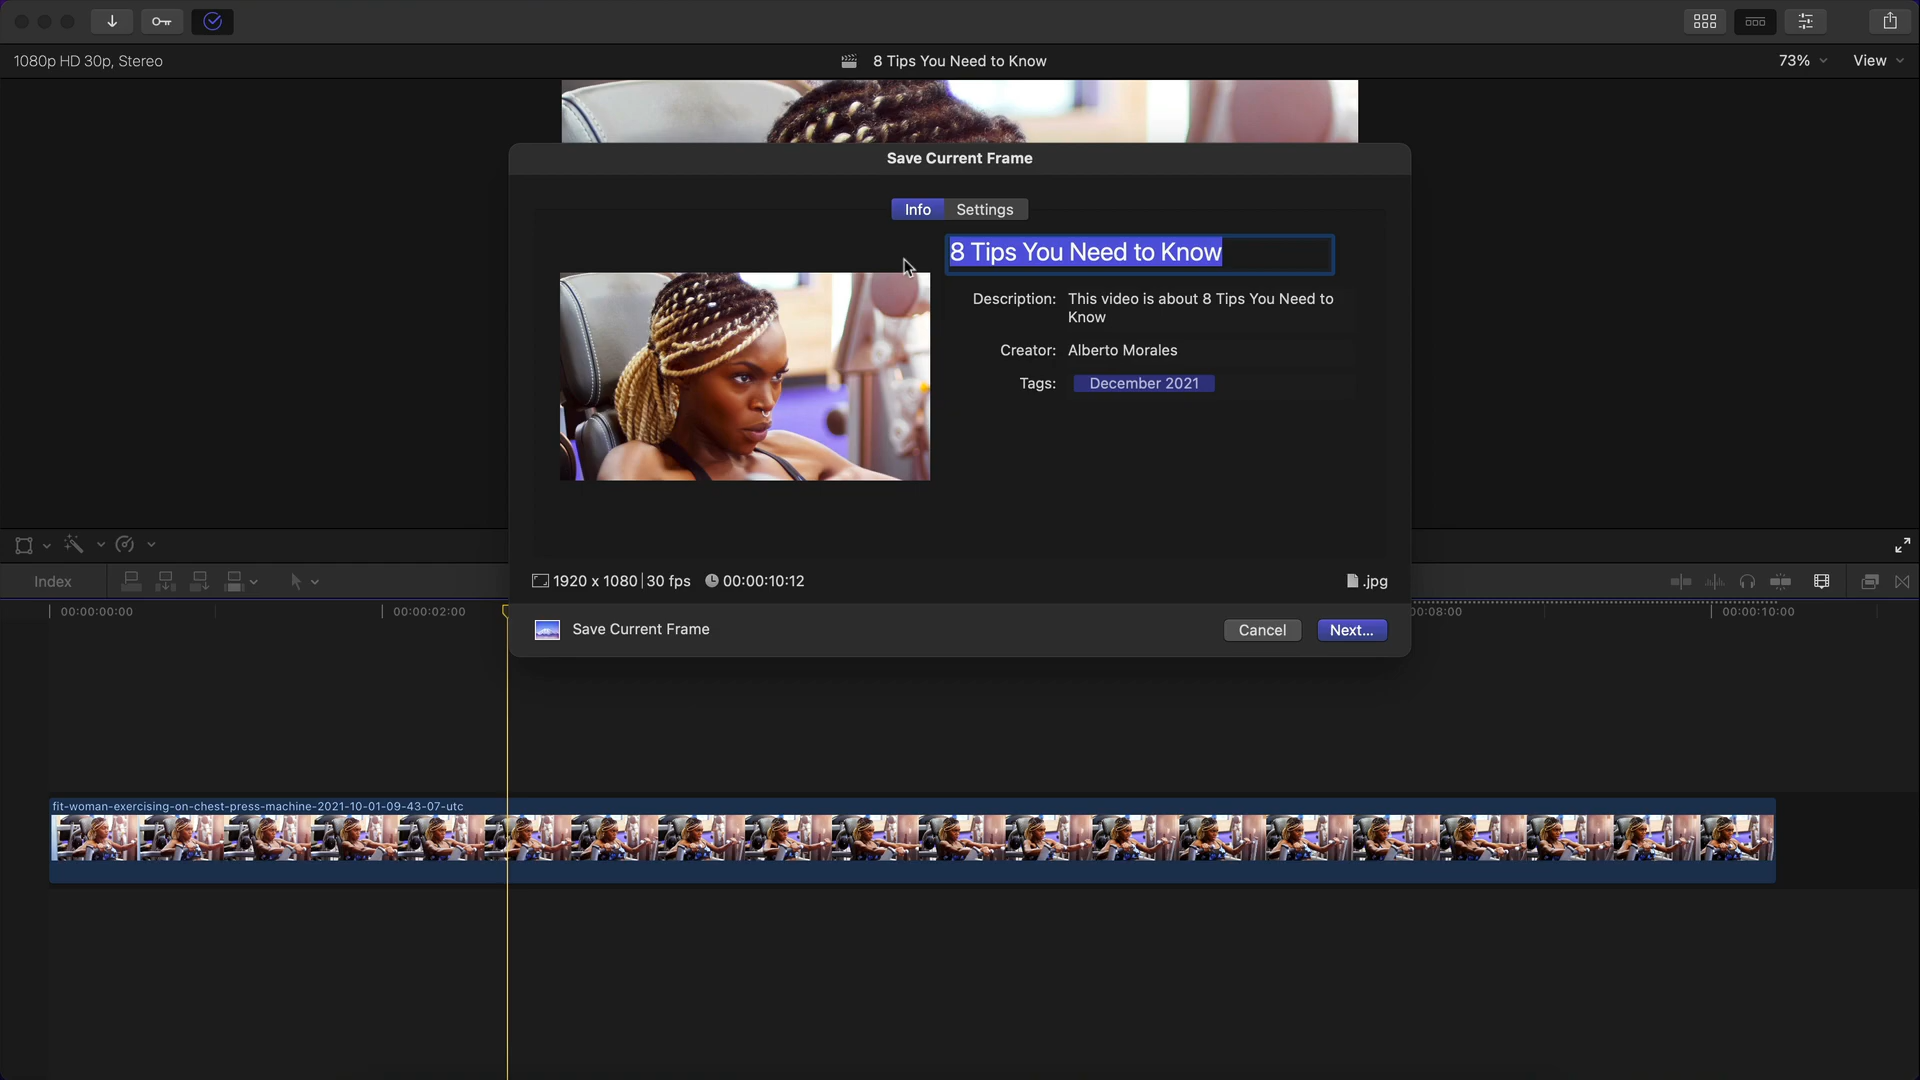 1080p HD 30p, Stereo
8 Tips You Need to Know
73%
View
Save Current Frame
Info
Settings
8 Tips You Need to Know
Description: This video is about 8 Tips You Need to
Know
Creator: Alberto Morales
Tags: December 2021
1920 x 1080 | 30 fps
00:00:10:12
.jpg
Index
00:00:00:00
00:00:02:00
00:08:00
00:00:10:00
Save Current Frame
Cancel
Next...
fit-woman-exercising-on-chest-press-machine-2021-10-01-09-43-07-utc